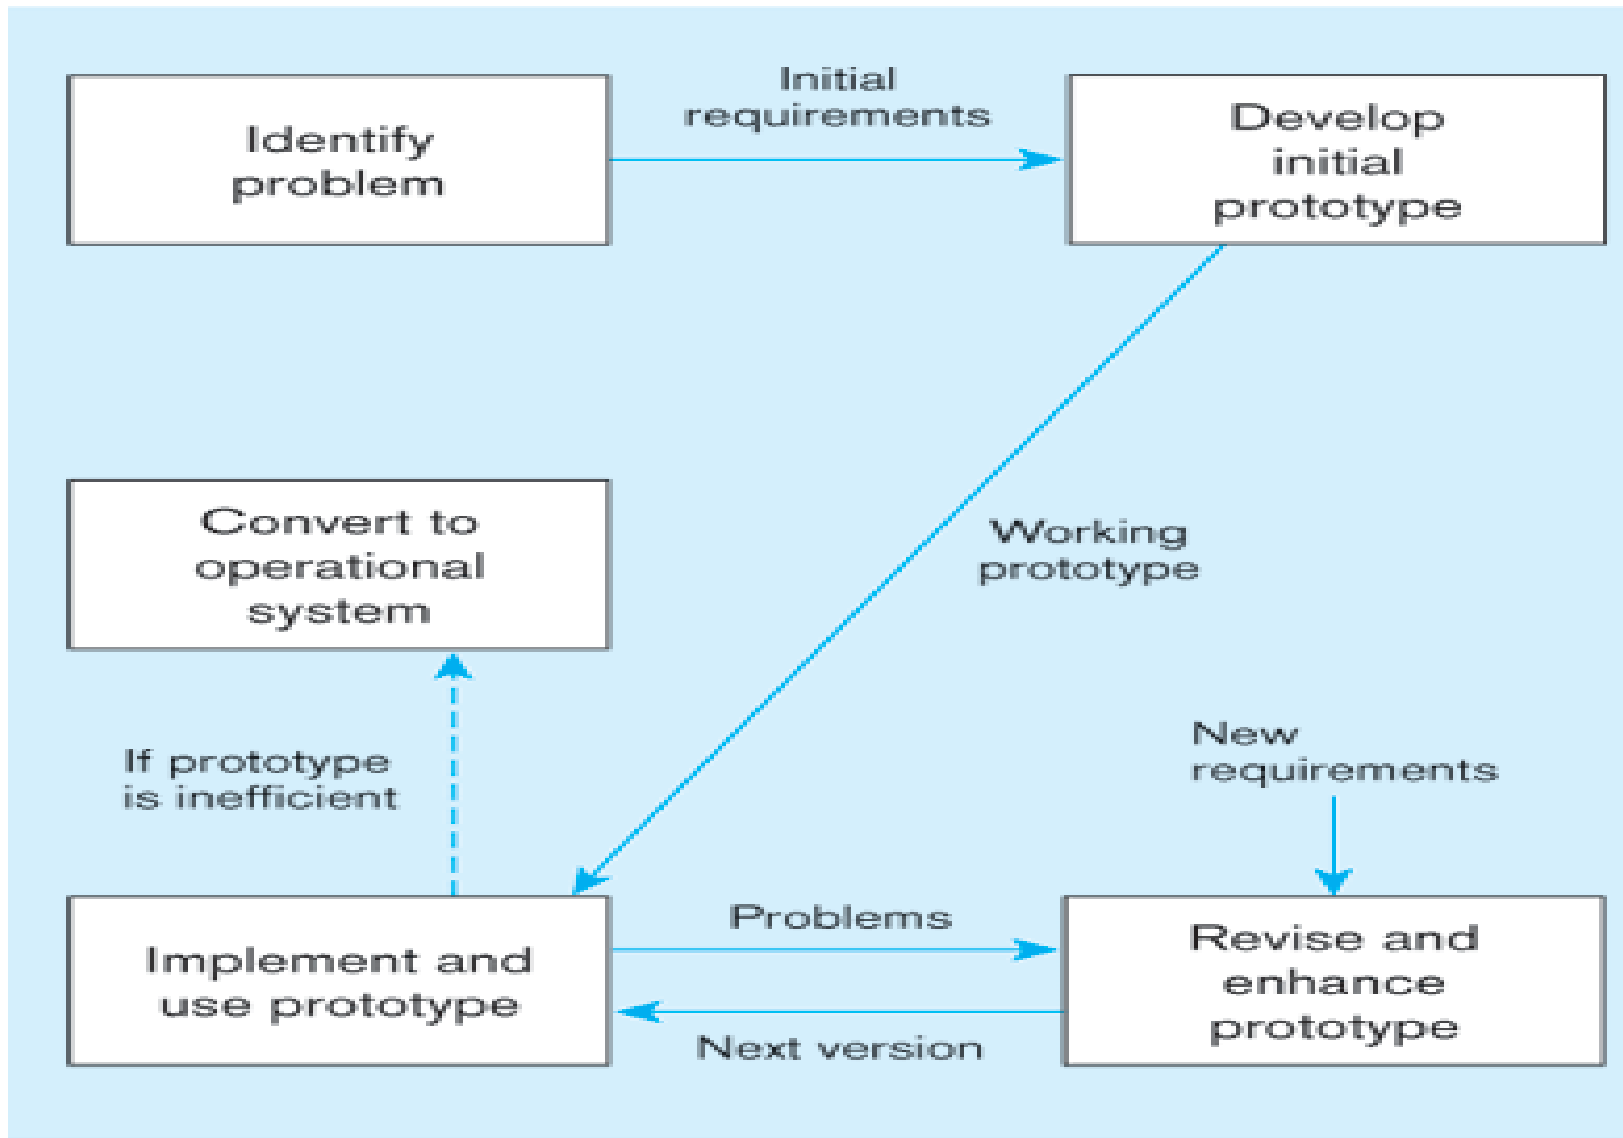 Identify
problem
Initial
requirements
Develop
initial
prototype
Convert to
operational
system
Working
prototype
If prototype
is inefficient
New
requirements
Implement and
use prototype
Problems
Next version
Revise and
enhance
prototype